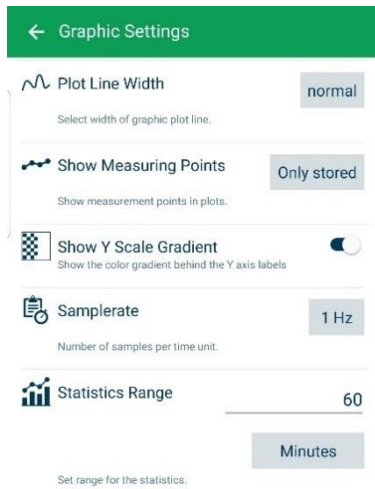 Graphic Settings
Plot Line Width
normal
Select width of graphic plot line.
Show Measuring Points
Only stored
Show measurement points in plots.
Show Y Scale Gradient
Show the color gradient behind the Y axis labels
Samplerate
1 Hz
Number of samples per time unit.
Statistics Range
60
Minutes
Set range for the statistics.